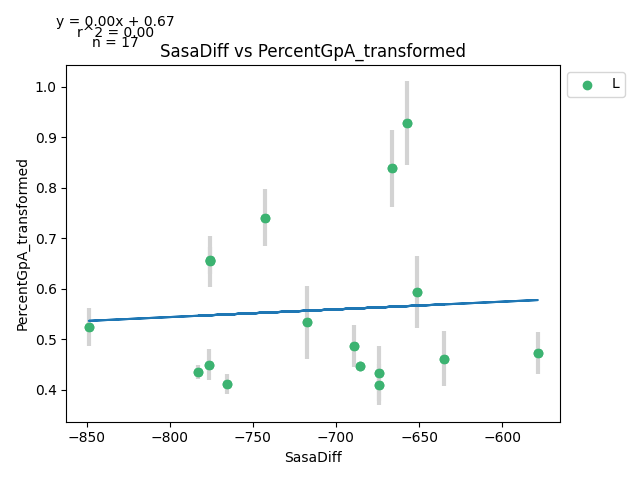 y = 0.00x + 0.67
r^2 = 0.00
n = 17
SasaDiff vs PercentGpA_transformed
L
PercentGpA_transformed
1.0
0.9
0.8
0.7
0.6
0.5
0.4
−850
−800
−750
−700
−650
−600
SasaDiff